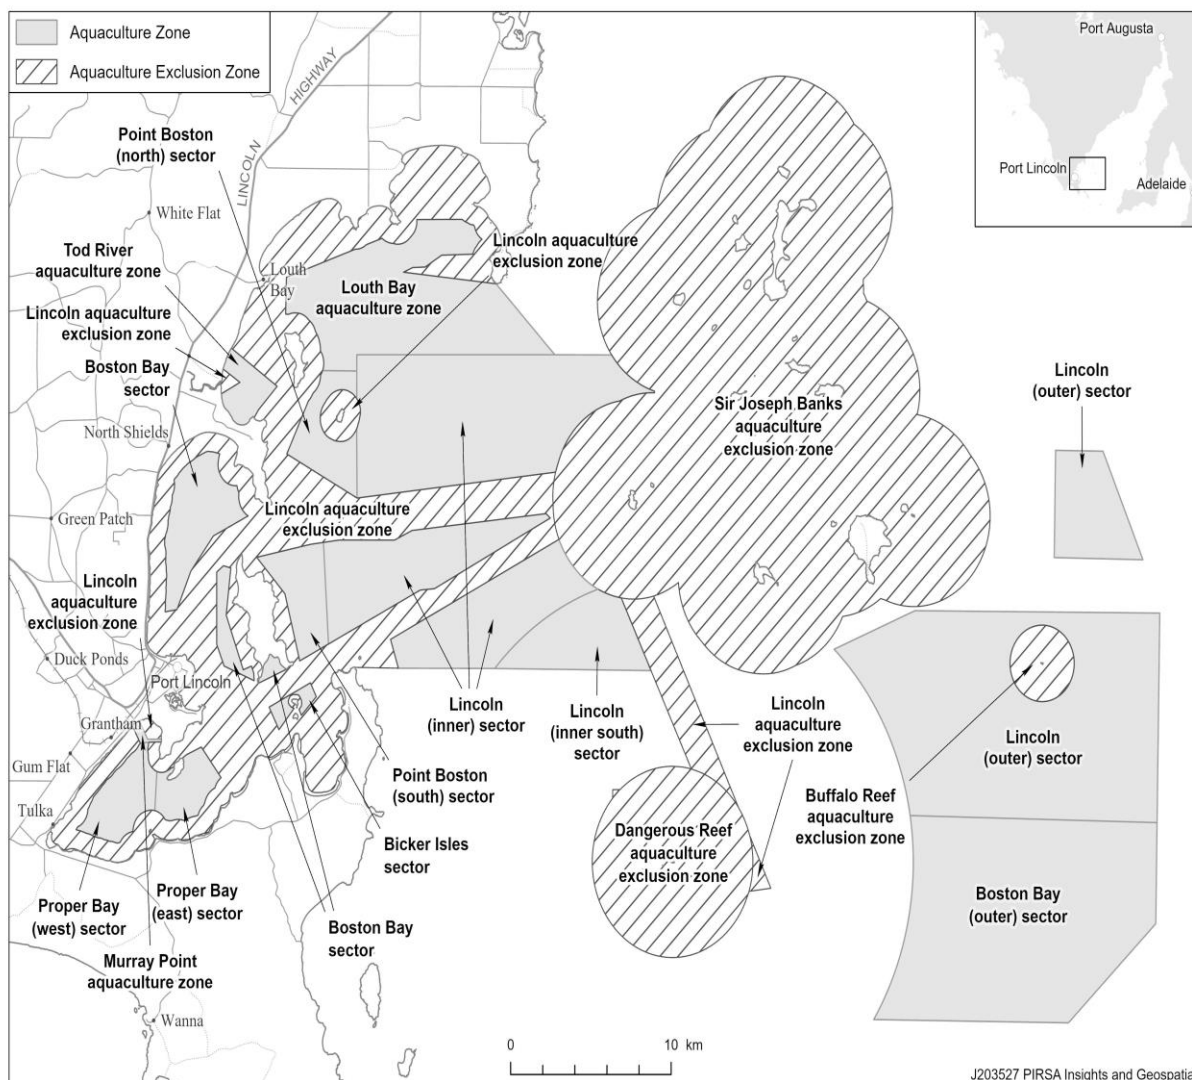 Aquaculture Zone
Aquaculture Exclusion Zone
Port Augusta
Port Lincoln
Adelaide
HIGHWAY
LINCOLN
Point Boston
(north) sector
White Flat
Tod River
aquaculture zone
Louth
Bay
Lincoln aquaculture
exclusion zone
Louth Bay
aquaculture zone
Lincoln aquaculture
exclusion zone
Boston Bay
sector
North Shields
Sir Joseph Banks
aquaculture
exclusion zone
Lincoln
(outer) sector
Green Patch
Lincoln aquaculture
exclusion zone
Lincoln
aquaculture
exclusion zone
Duck Ponds
Port Lincoln
Grantham
Gum Flat
Tulka
Lincoln
(inner) sector
Lincoln
(inner south)
sector
Lincoln
aquaculture
exclusion zone
Lincoln
(outer) sector
Point Boston
(south) sector
Buffalo Reef
aquaculture
exclusion zone
Bicker Isles
sector
Dangerous Reef
aquaculture
exclusion zone
Proper Bay
(west) sector
Proper Bay
(east) sector
Boston Bay
sector
Boston Bay
(outer) sector
Murray Point
aquaculture zone
Wanna
0 10 km
J203527 PIRSA Insights and Geospatia